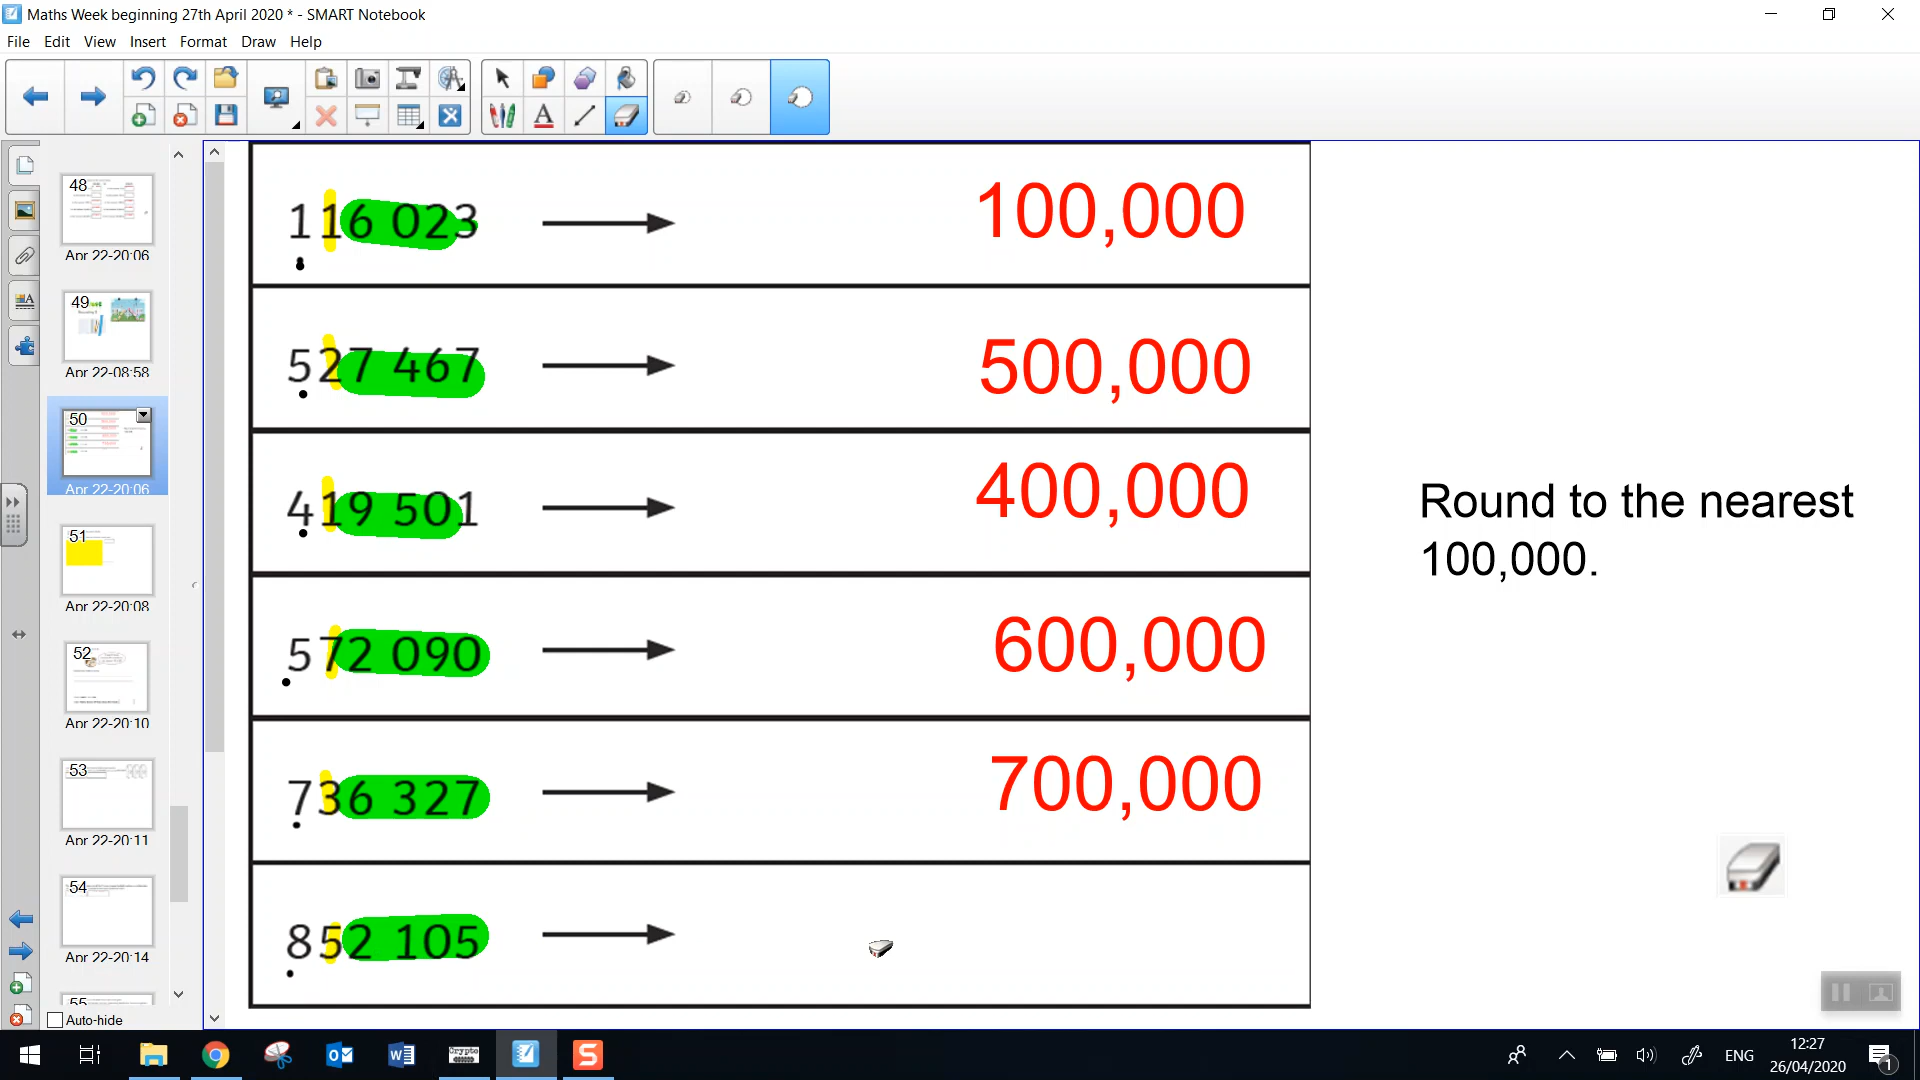 Maths Week beginning 27th April 2020 * - SMART Notebook
File Edit View Insert Format Draw Help
48
Apr 22-20:06
49
Apr 22-08:58
50
Apr 22-20:06
51
Apr 22-20:08
52
Apr 22-20:10
53
Apr 22-20:11
54
Apr 22-20:14
55
Auto-hide
116 023 100,000
527 467 500,000
419 501 400,000
572 090 600,000
736 327 700,000
852 105
Round to the nearest
100,000.
ENG
12:27
26/04/2020
1